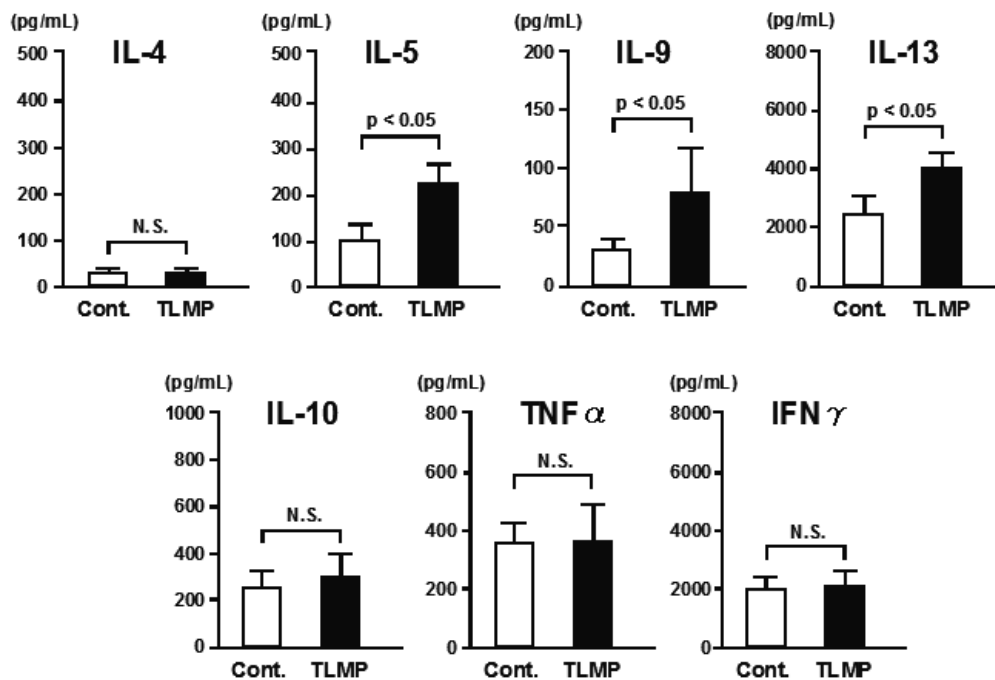 (pg/mL) (pg/mL) (pg/mL) (pg/mL)
IL-4 IL-5 IL-9 IL-13
500 500 200 8000
400 400 150 6000
300 300 100 4000
200 200 50 2000
100 100 0 0
0 0
N.S. p < 0.05 p < 0.05 p < 0.05
Cont. TLMP Cont. TLMP Cont. TLMP Cont. TLMP
(pg/mL) (pg/mL) (pg/mL)
IL-10 TNF α IFN γ
1000 800 8000
800 600 6000
600 400 4000
400 200 2000
200 0 0
0
N.S. N.S. N.S.
Cont. TLMP Cont. TLMP Cont. TLMP